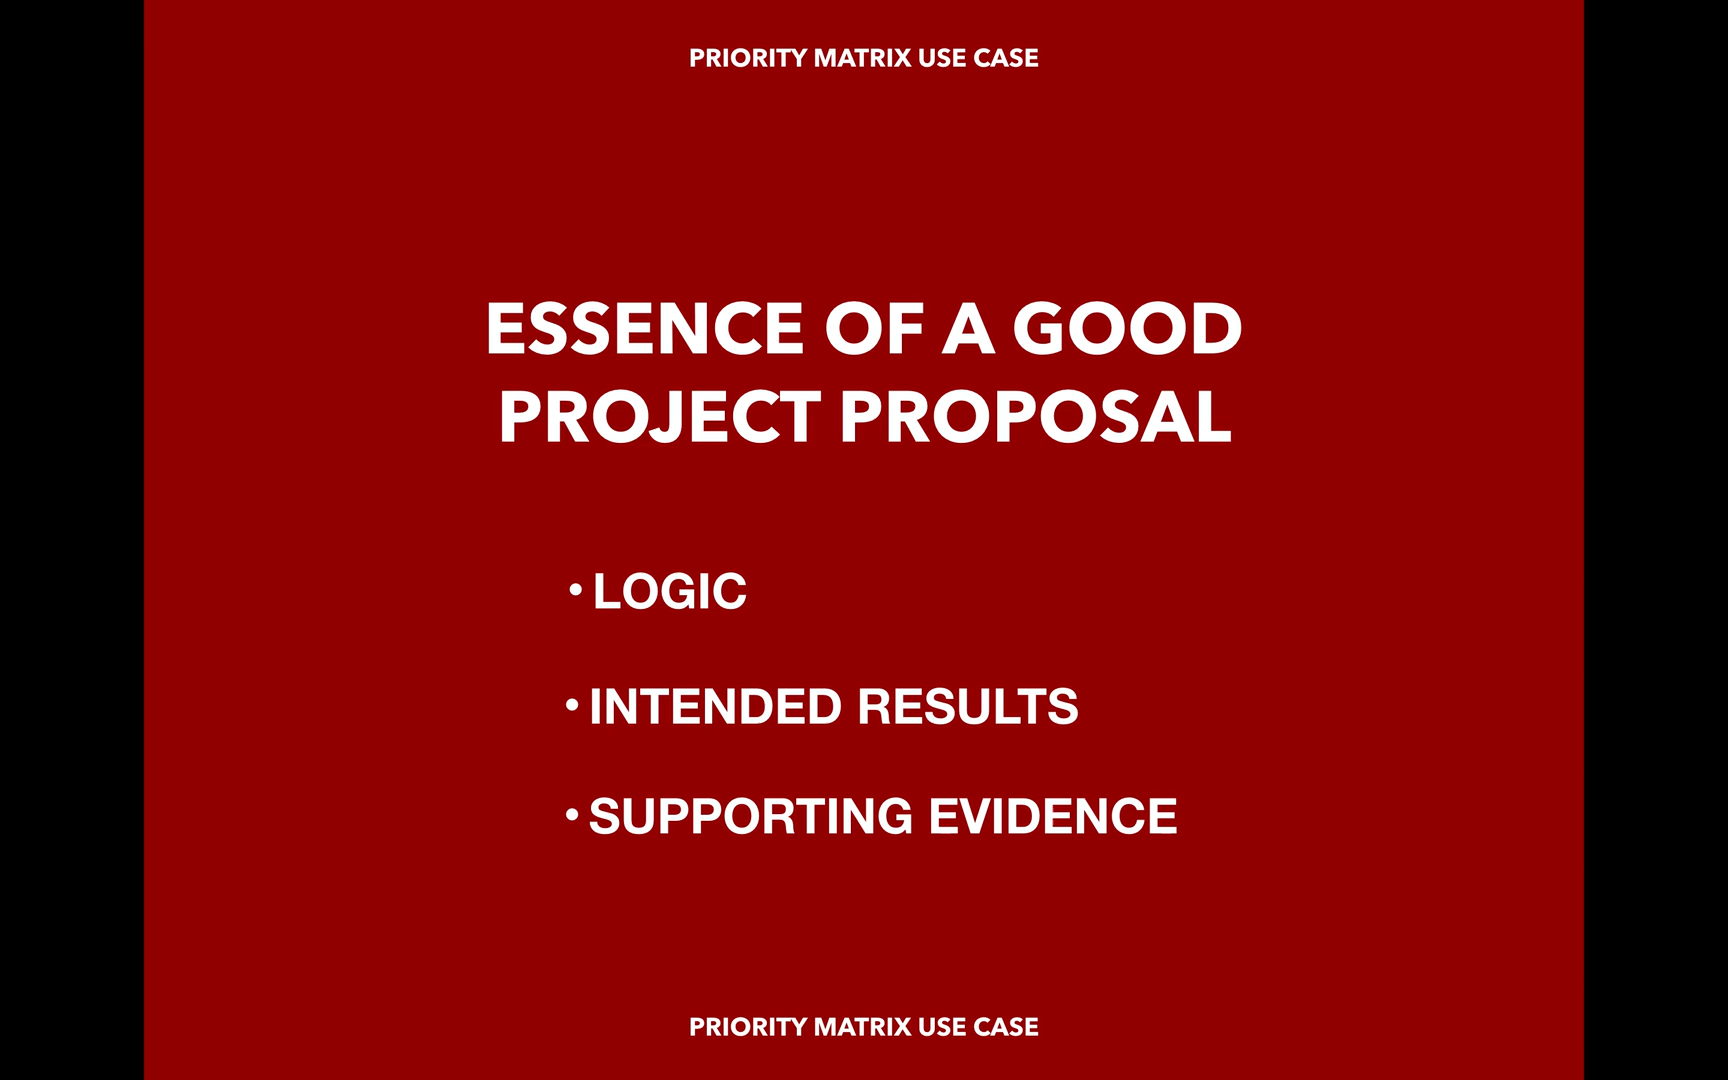 PRIORITY MATRIX USE CASE
ESSENCE OF A GOOD
PROJECT PROPOSAL
• LOGIC
• INTENDED RESULTS
• SUPPORTING EVIDENCE
PRIORITY MATRIX USE CASE